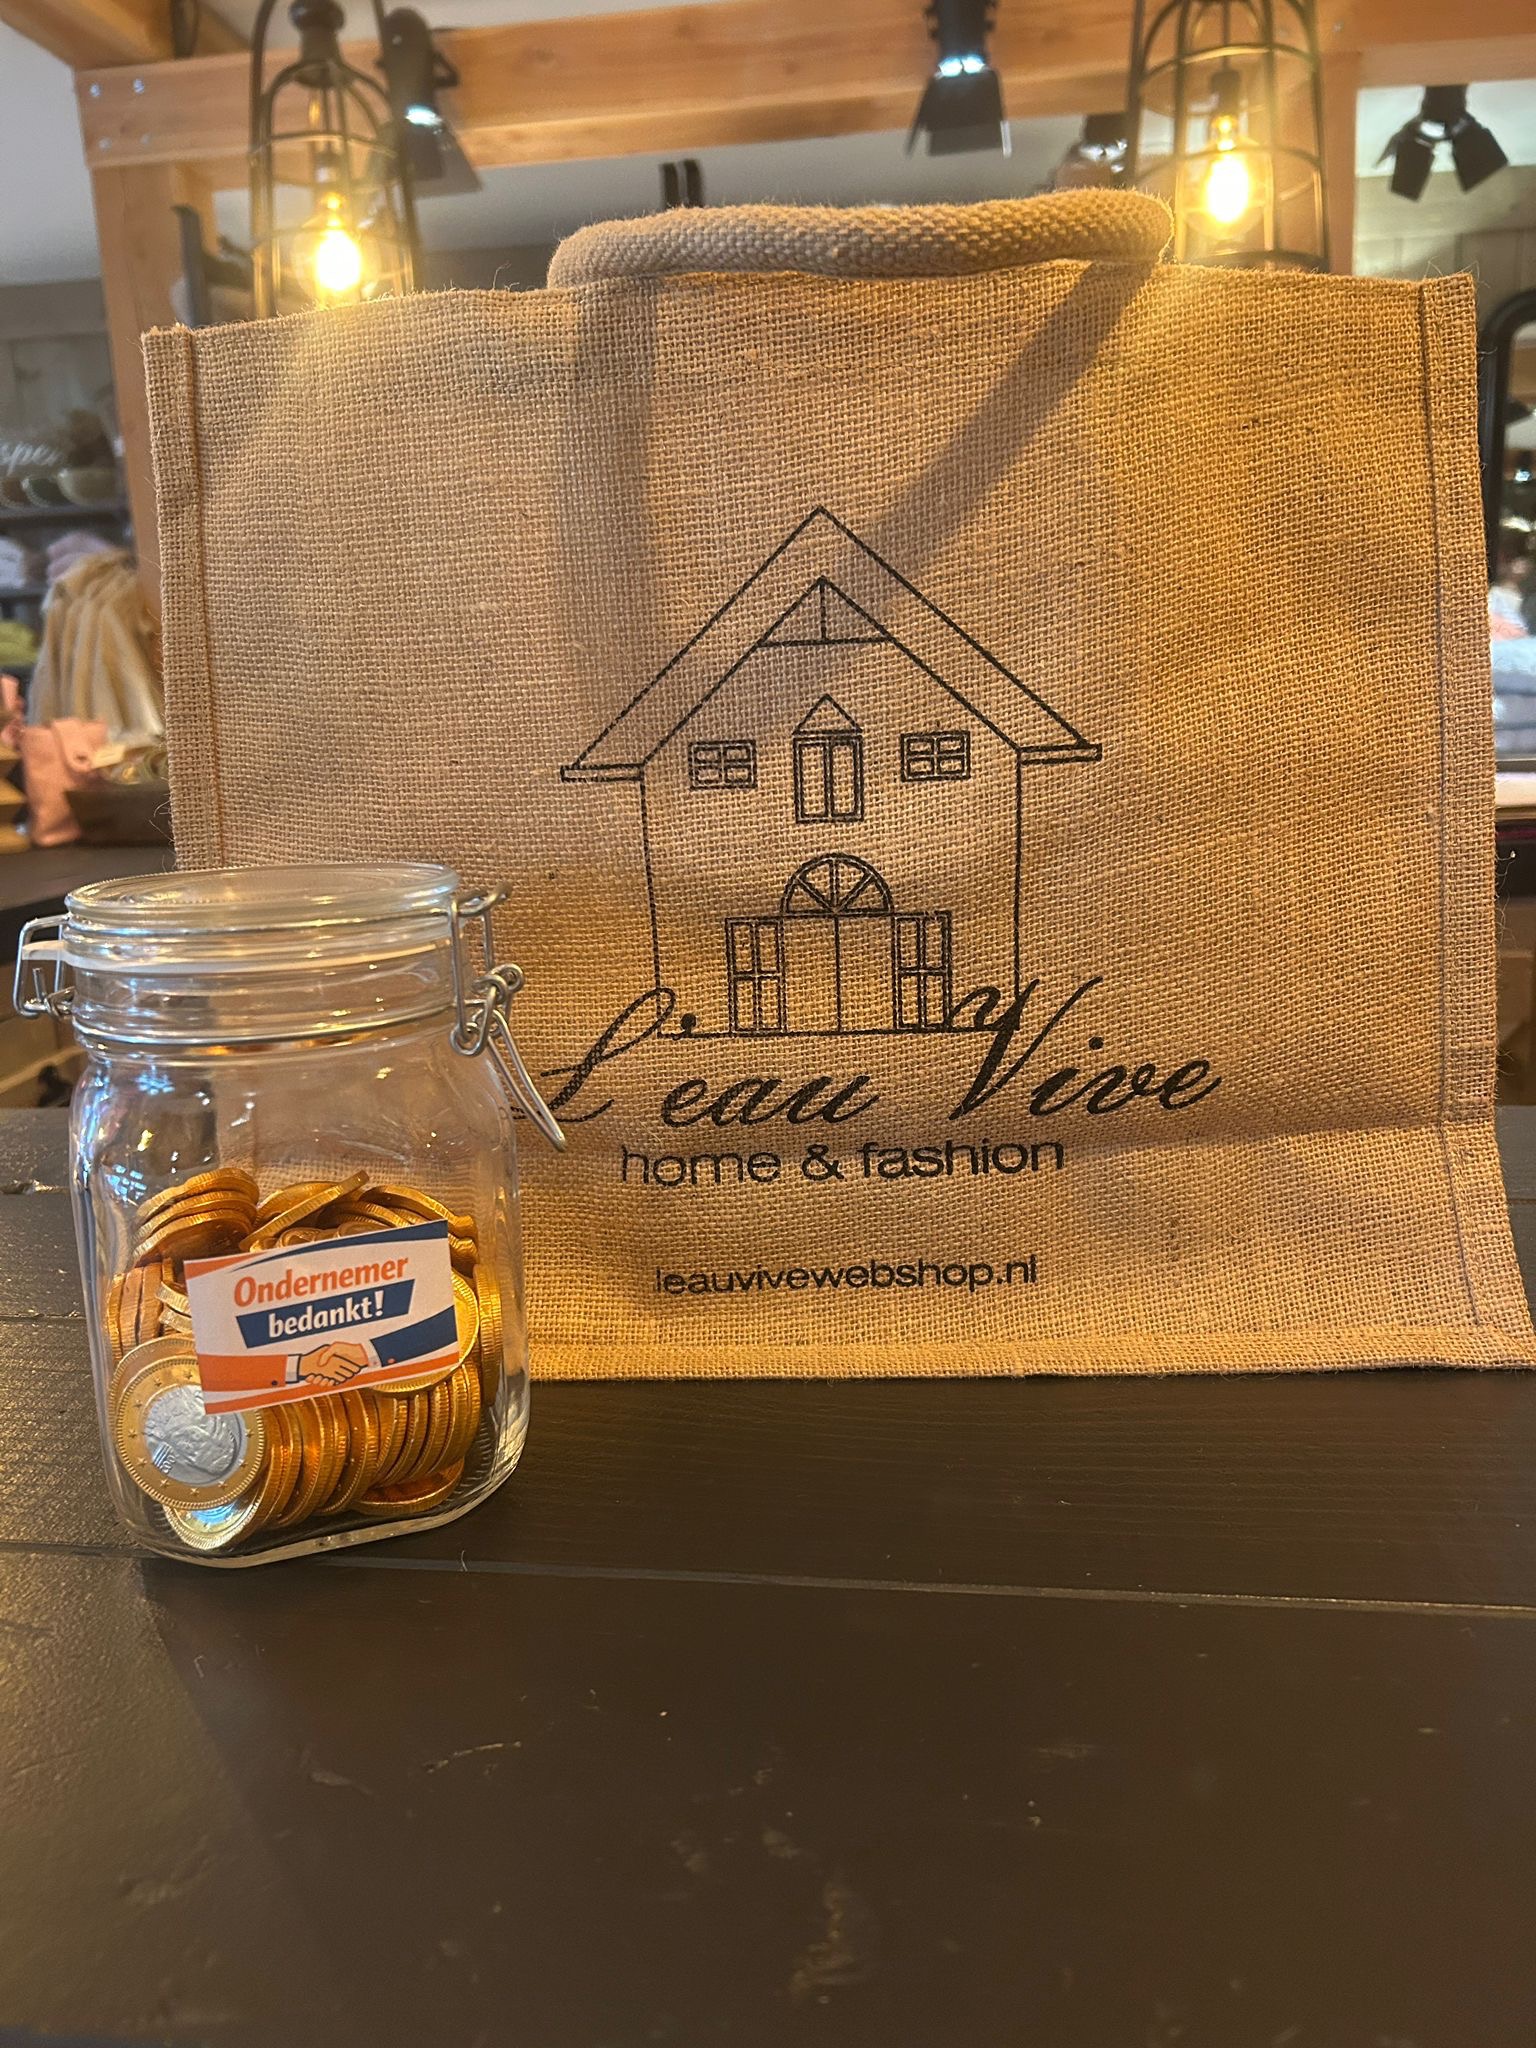 L'eau Vive
home & fashion
leauvivewebshop.nl
Ondernemer
bedankt!